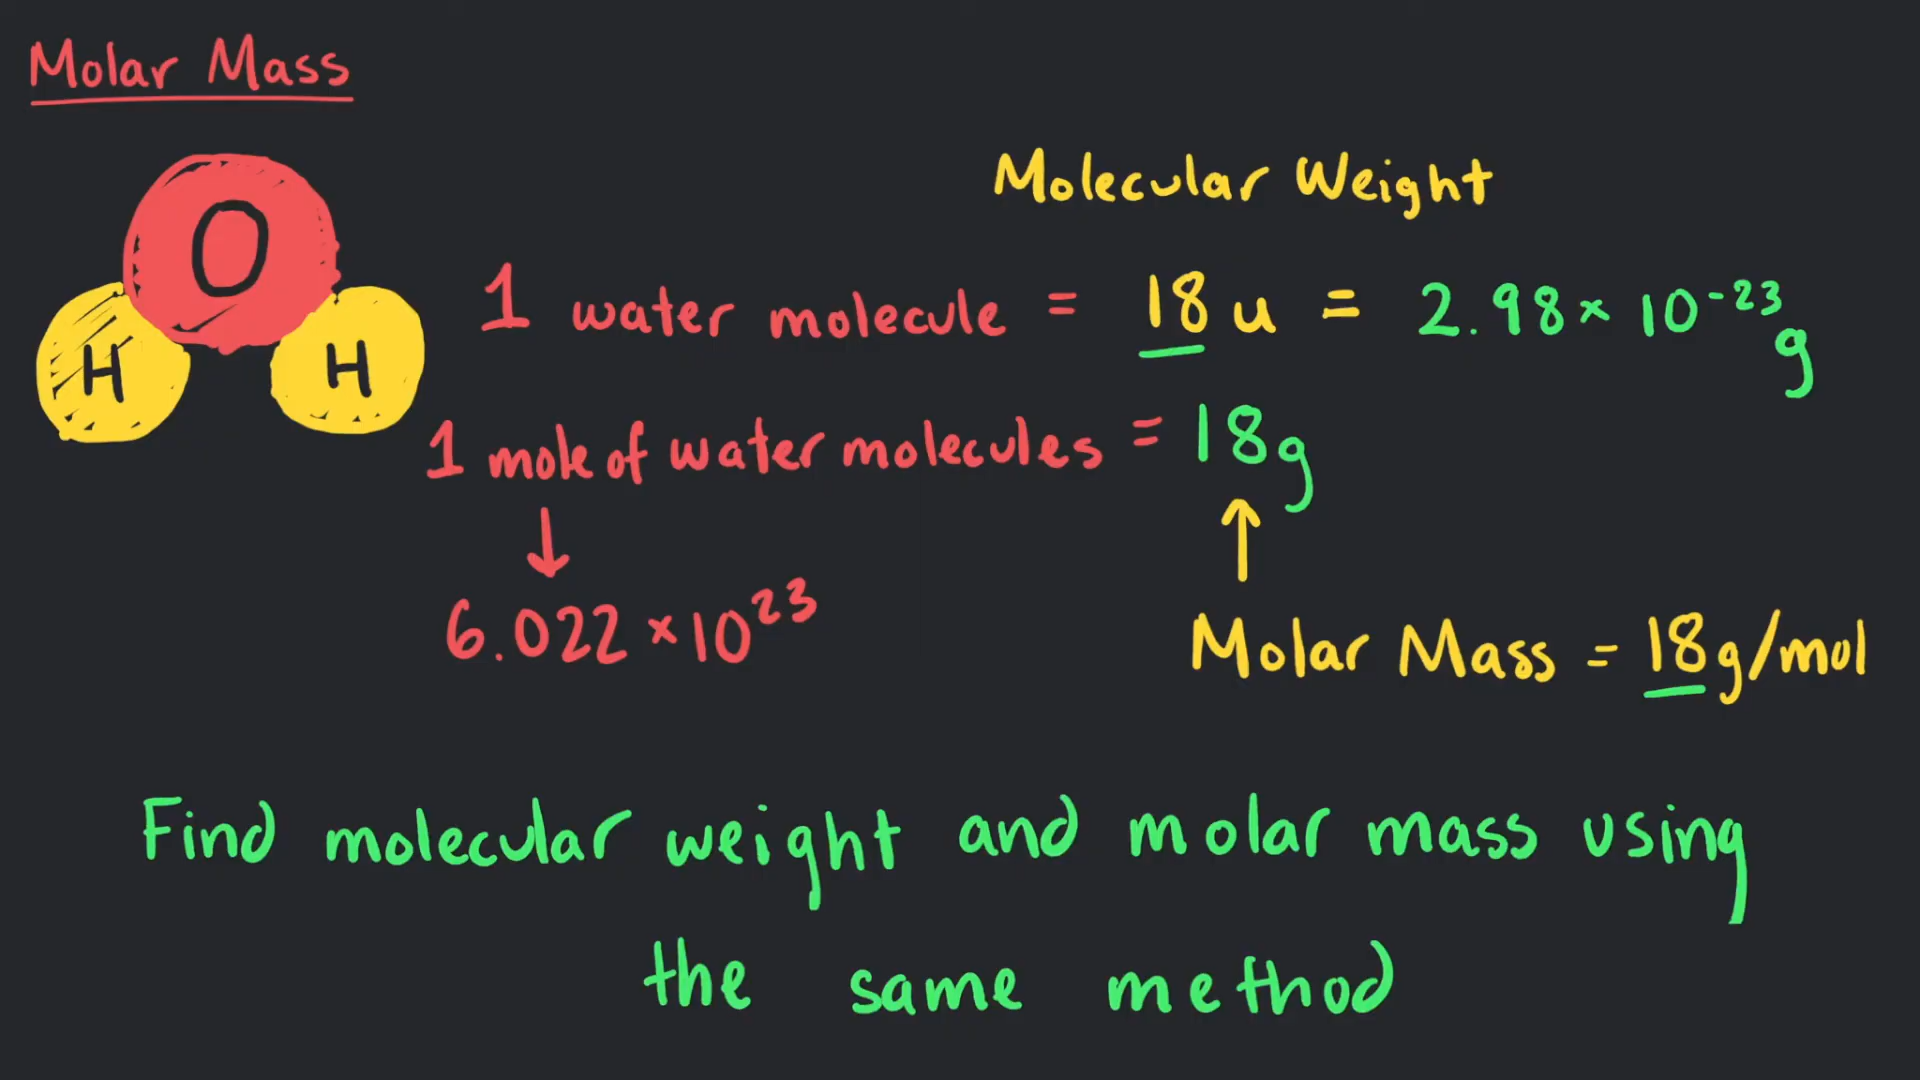 Molar Mass
O
H H
Molecular Weight
1 water molecule = 18 u = 2.98 × 10⁻²³ g
1 mole of water molecules = 18g
6.022 × 10²³
Molar Mass = 18g/mol
Find molecular weight and molar mass using
the same method